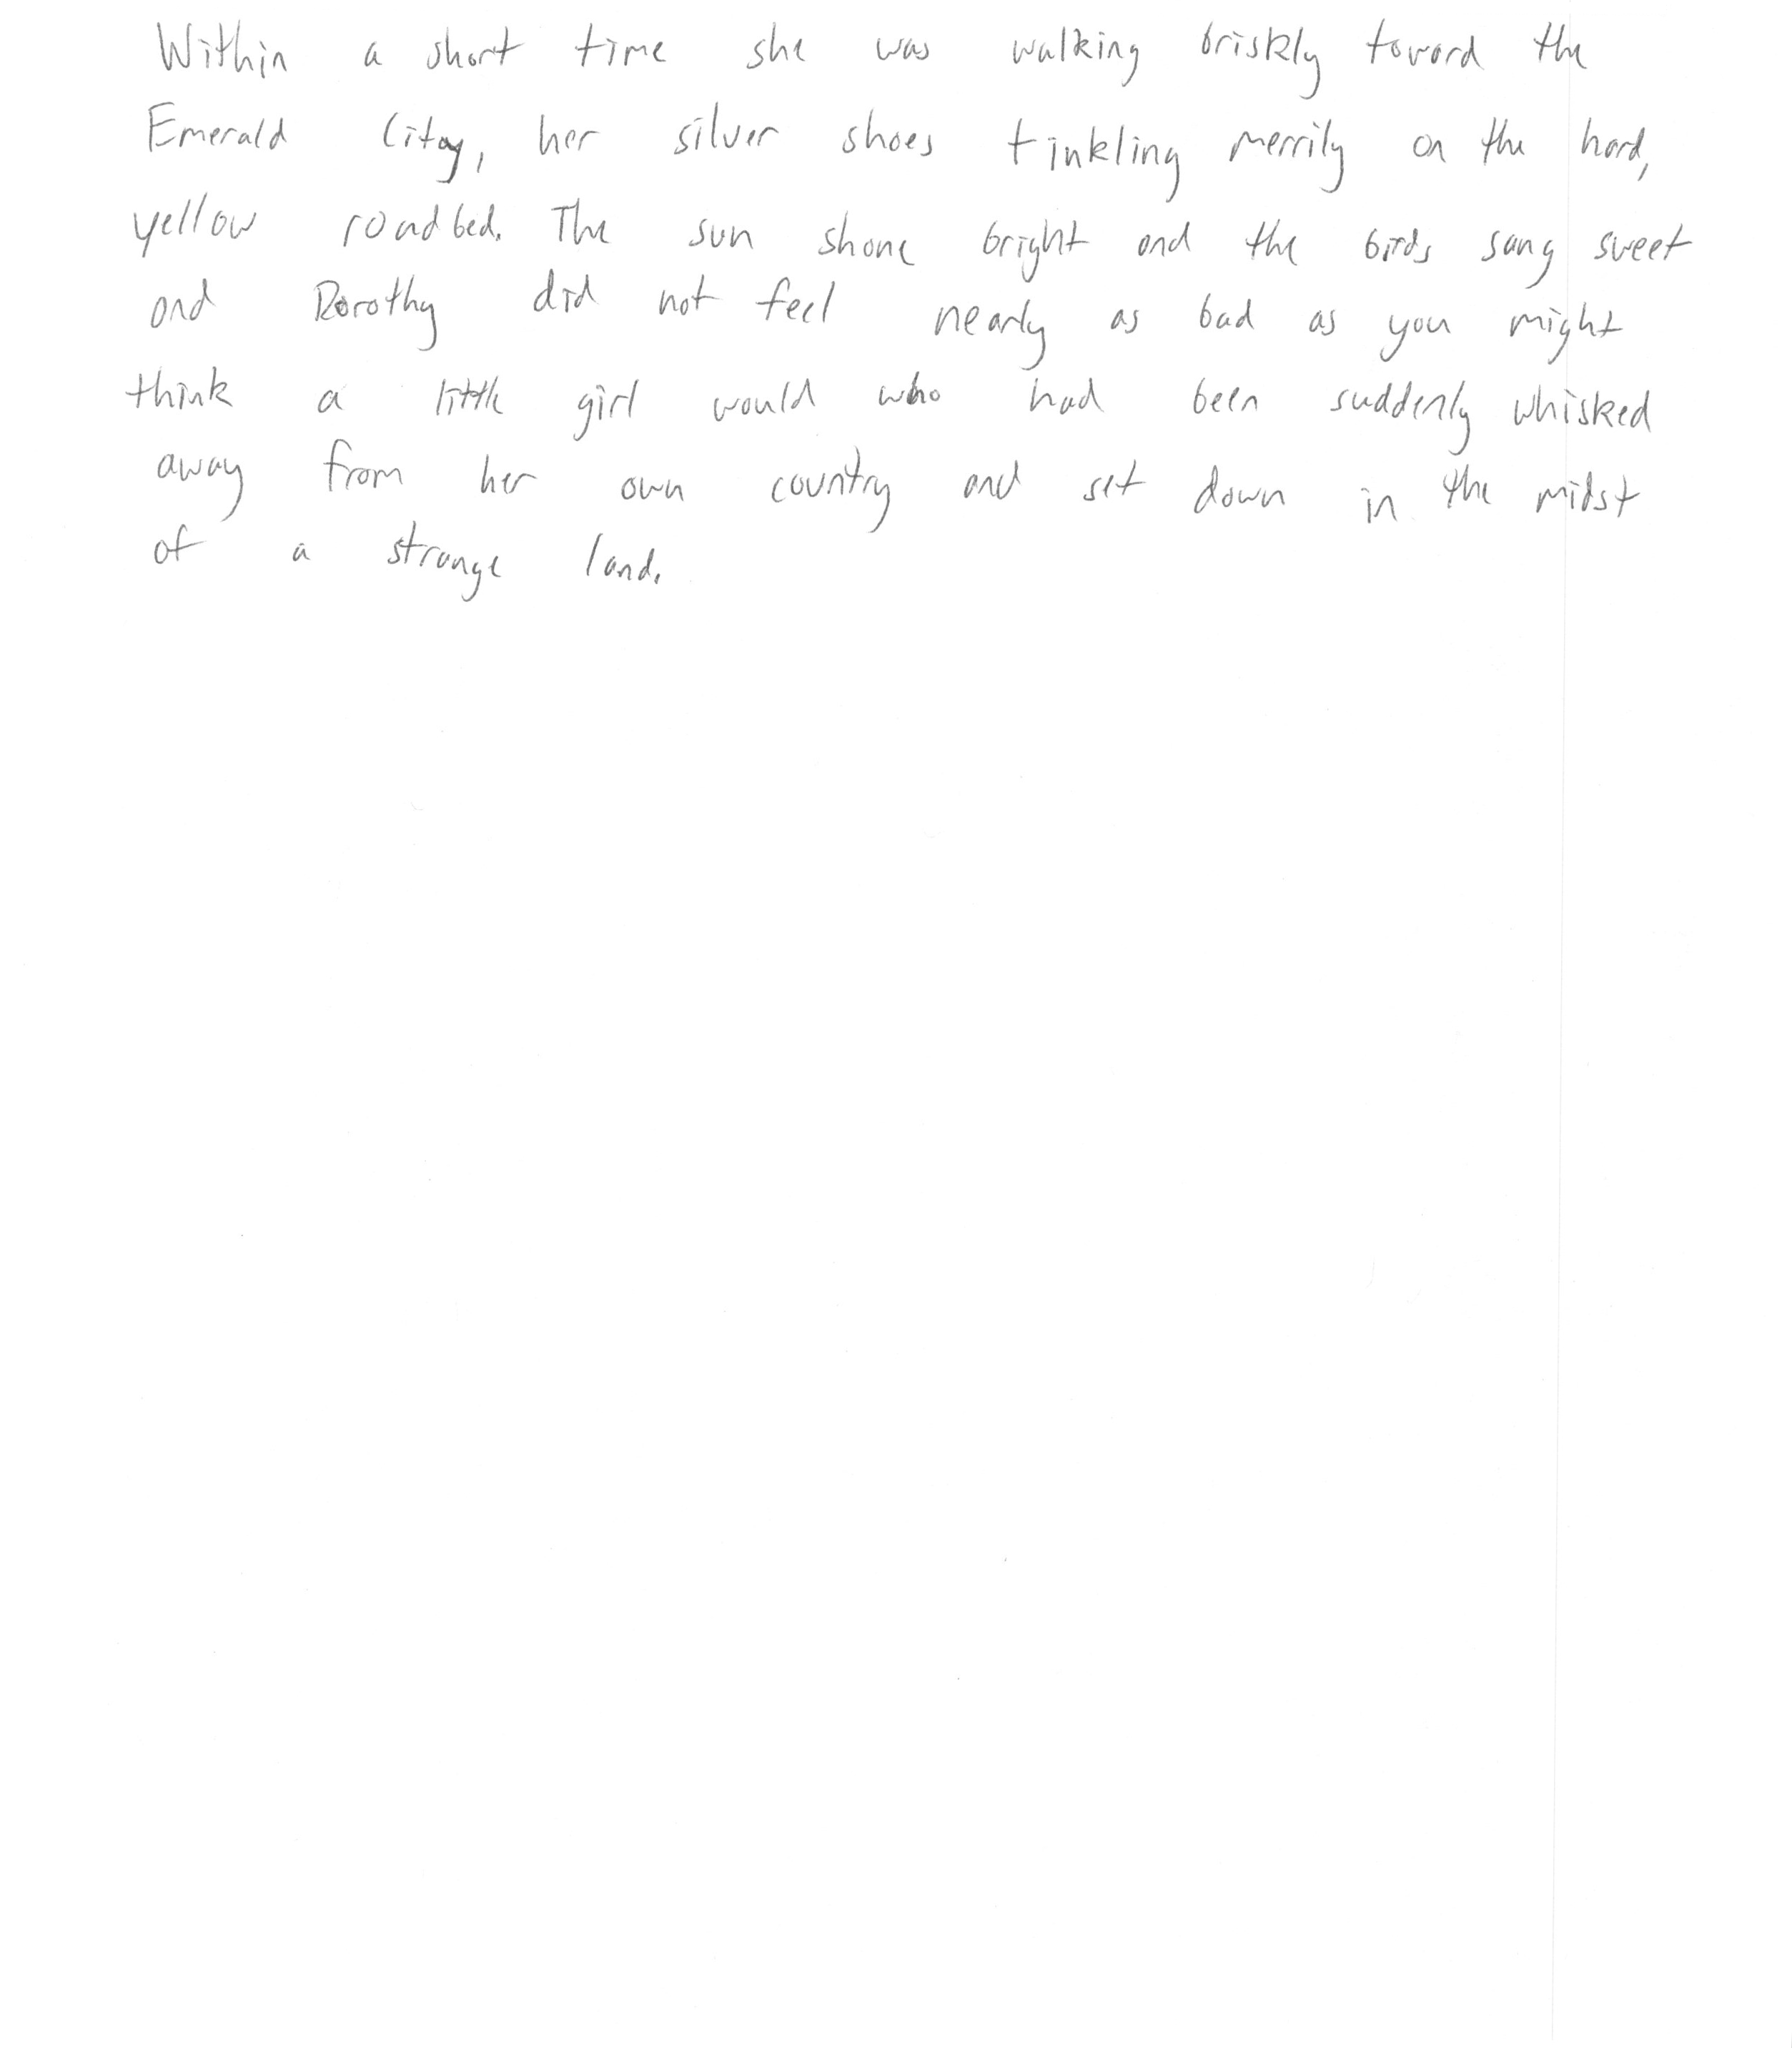 Within a short time she was walking briskly toward the
Emerald City, her silver shoes tinkling merrily on the hard,
yellow roadbed. The sun shone bright and the birds sang sweet
and Dorothy did not feel nearly as bad as you might
think a little girl would who had been suddenly whisked
away from her own country and set down in the midst
of a strange land.